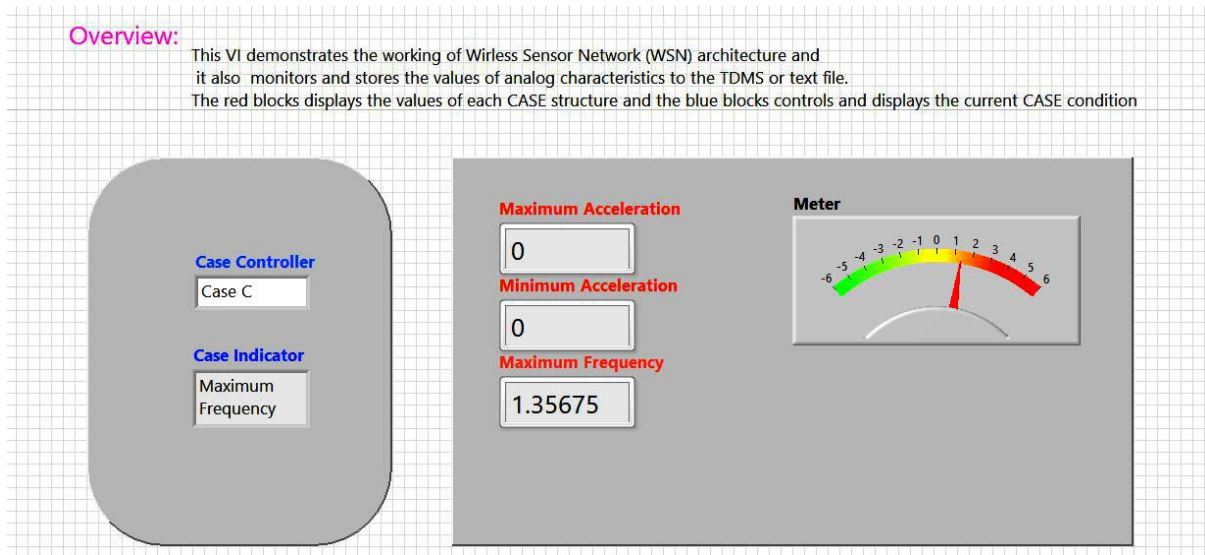 Overview:
This VI demonstrates the working of Wirless Sensor Network (WSN) architecture and
it also monitors and stores the values of analog characteristics to the TDMS or text file.
The red blocks displays the values of each CASE structure and the blue blocks controls and displays the current CASE condition
Case Controller
Case C
Case Indicator
Maximum
Frequency
Maximum Acceleration
0
Minimum Acceleration
0
Maximum Frequency
1.35675
Meter
-6 -5 -4 -3 -2 -1 0 1 2 3 4 5 6